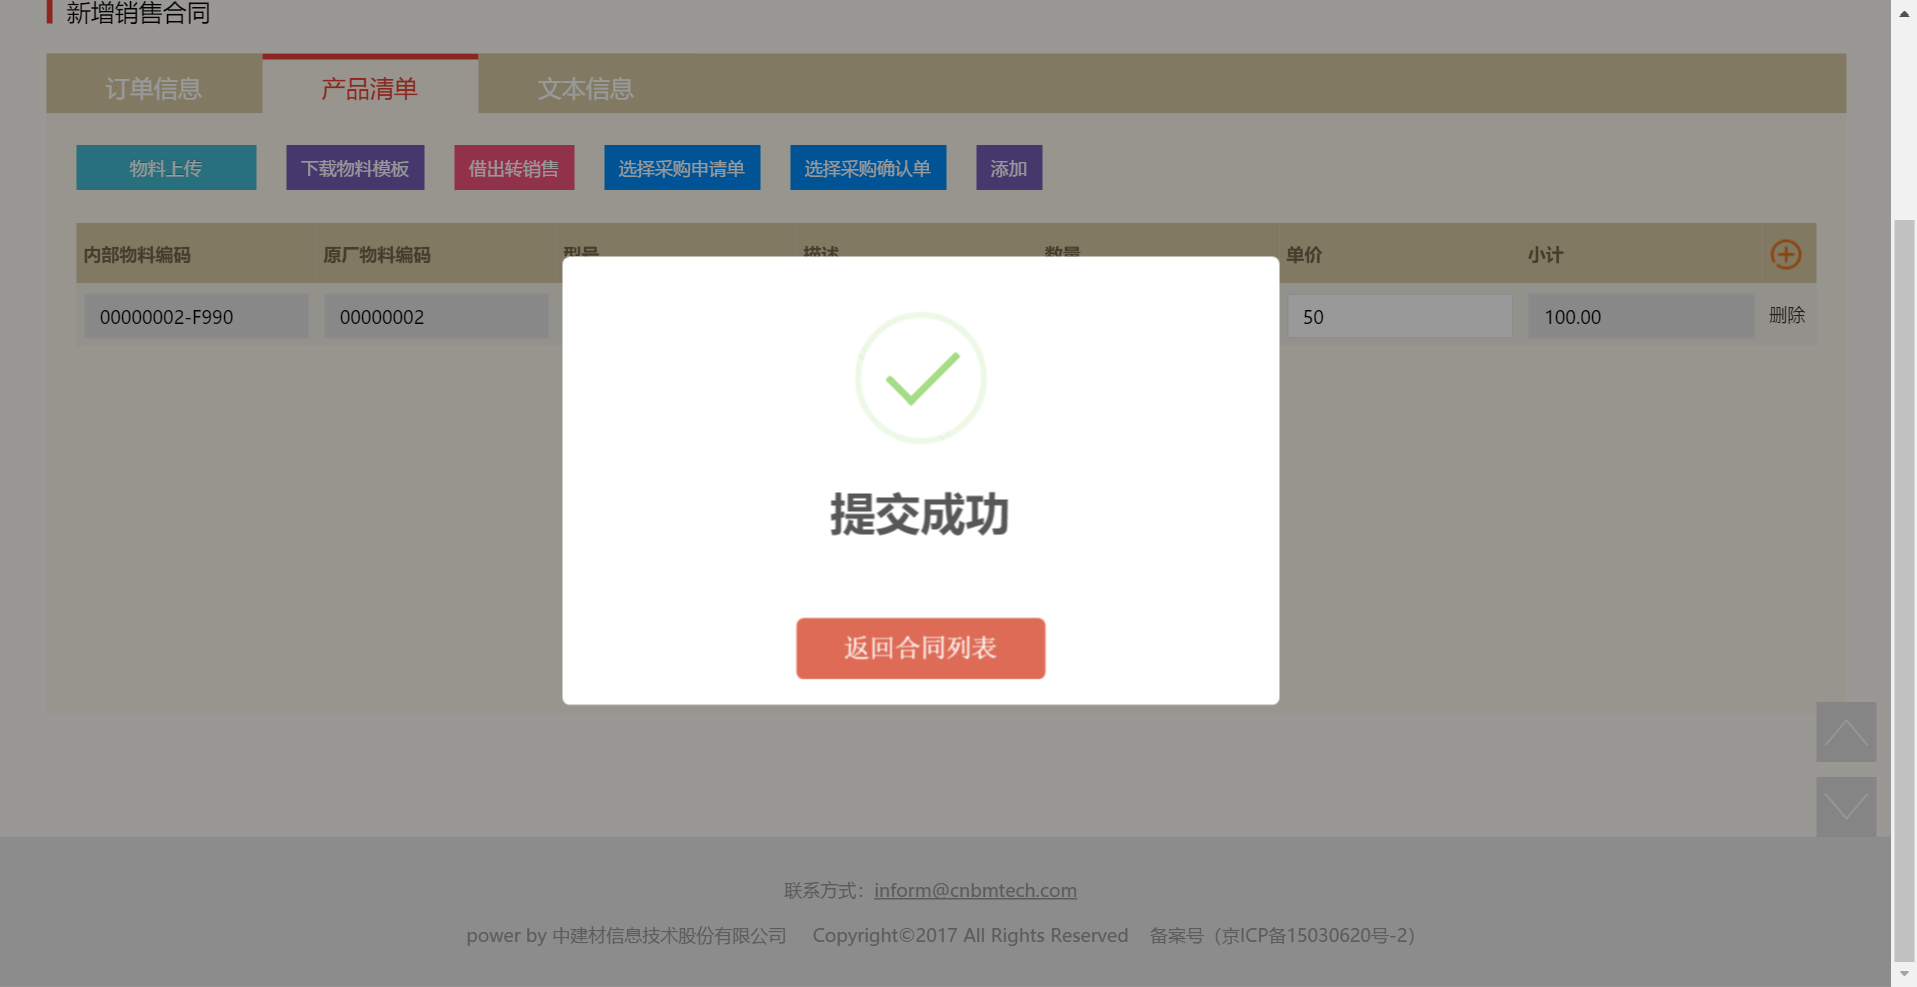 新增销售合同
订单信息 产品清单 文本信息
物料上传 下载物料模板 借出转销售 选择采购申请单 选择采购确认单 添加
内部物料编码 原厂物料编码 型号 描述 数量 单价 小计
00000002-F990 00000002 50 100.00 删除
提交成功
返回合同列表
联系方式：inform@cnbmtech.com
power by 中建材信息技术股份有限公司 Copyright©2017 All Rights Reserved 备案号（京ICP备15030620号-2）